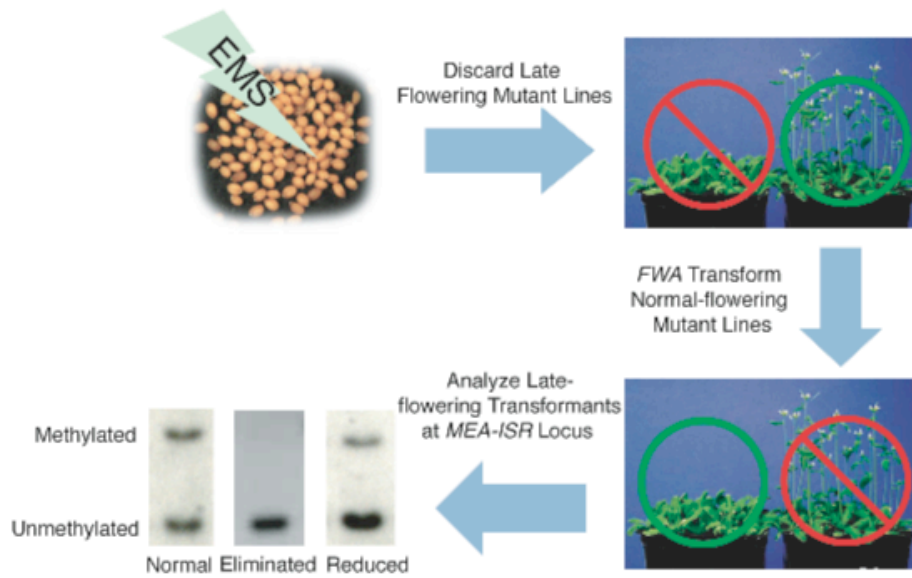 EMS
Discard Late
Flowering Mutant Lines
FWA Transform
Normal-flowering
Mutant Lines
Analyze Late-
flowering Transformants
at MEA-ISR Locus
Methylated
Unmethylated
Normal Eliminated Reduced